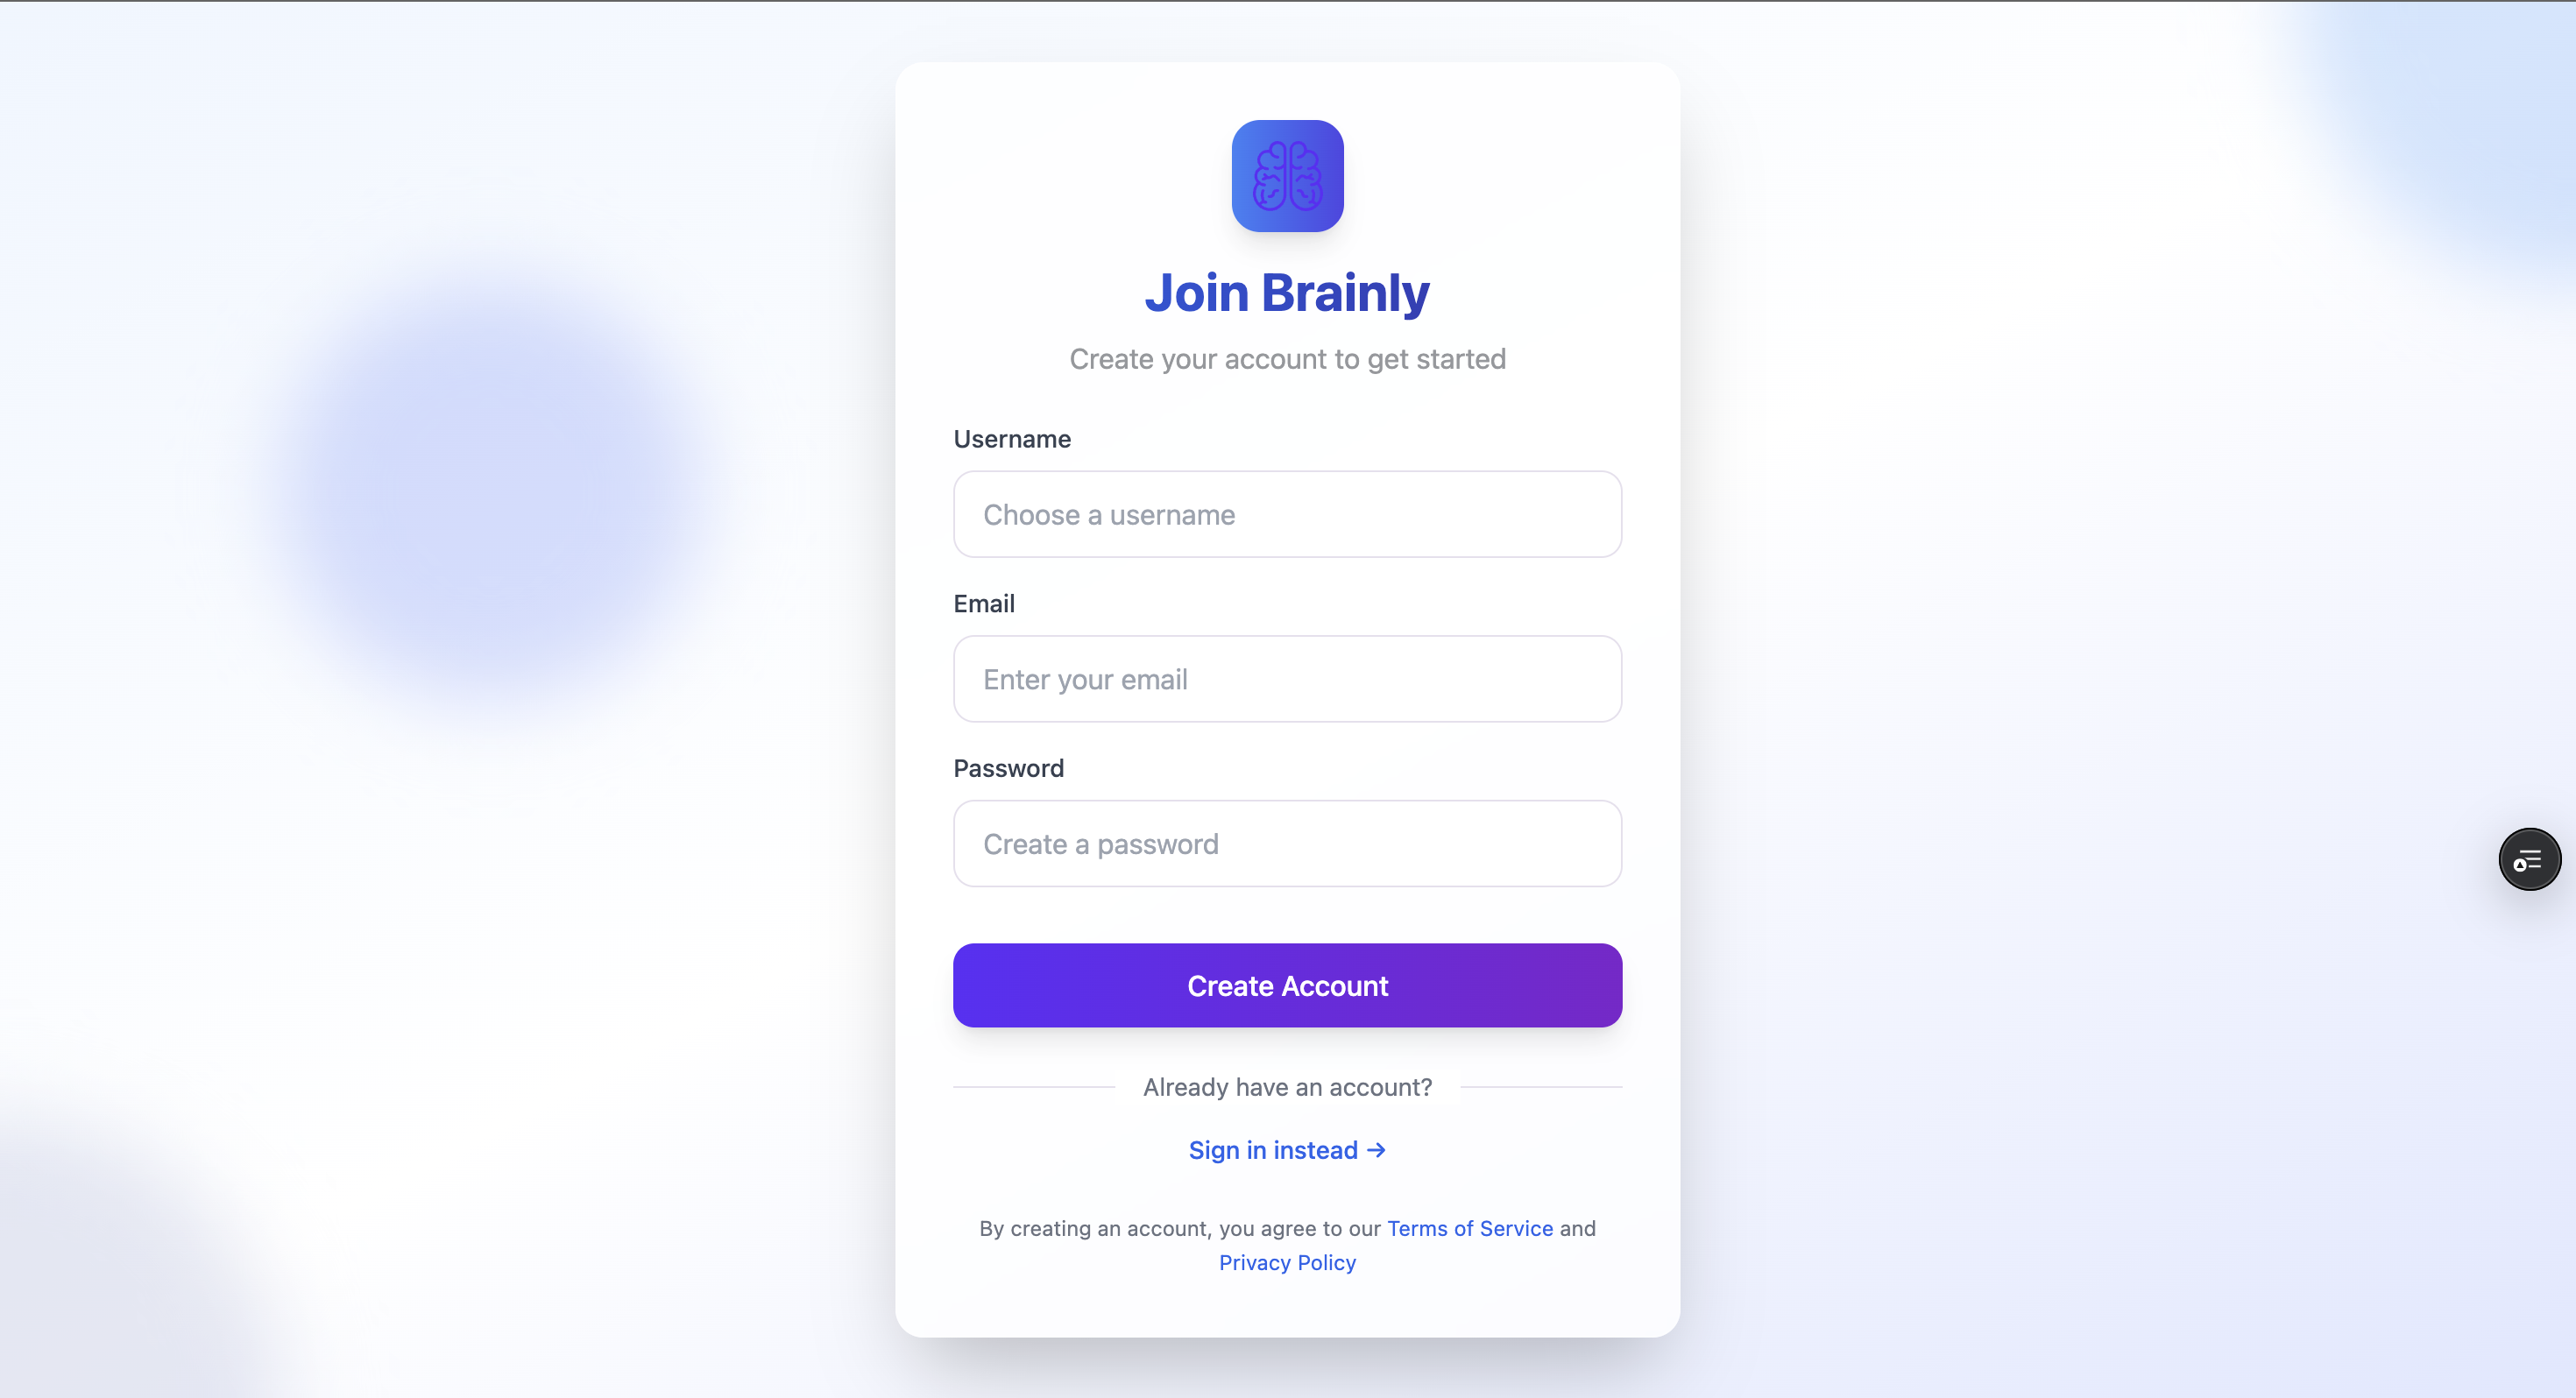 Join Brainly
Create your account to get started
Username
Choose a username
Email
Enter your email
Password
Create a password
Create Account
Already have an account?
Sign in instead →
By creating an account, you agree to our Terms of Service and
Privacy Policy